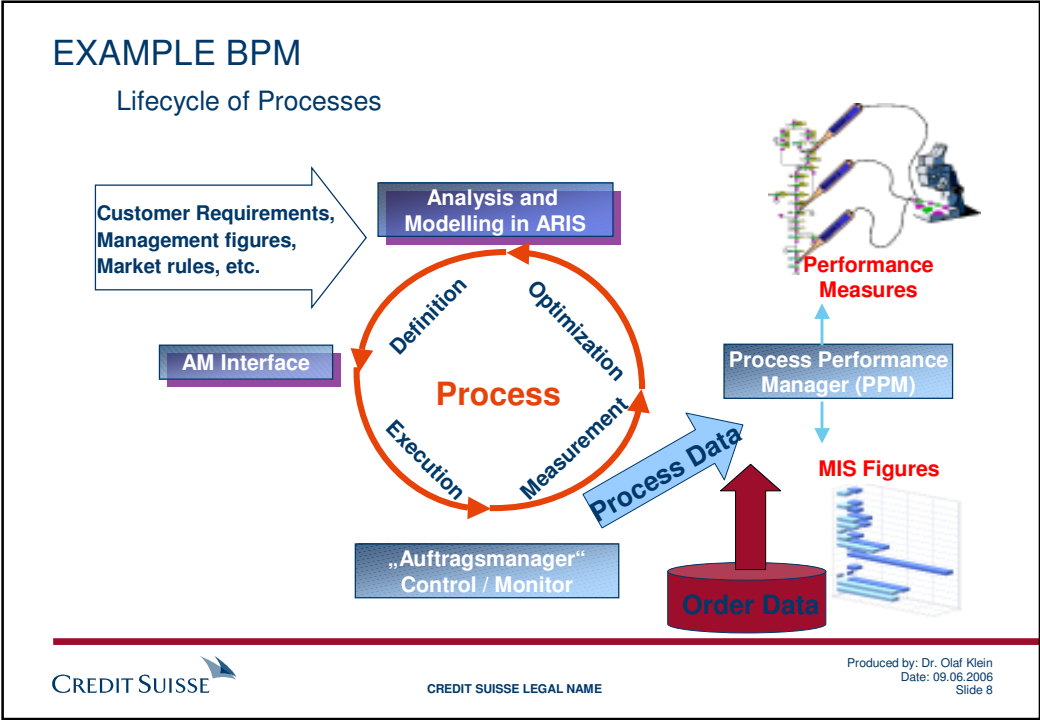 EXAMPLE BPM
Lifecycle of Processes
Customer Requirements,
Management figures,
Market rules, etc.
Analysis and
Modelling in ARIS
Definition
Optimization
AM Interface
Process
Execution
Measurement
„Auftragsmanager“
Control / Monitor
Process Data
Order Data
Performance
Measures
Process Performance
Manager (PPM)
MIS Figures
CREDIT SUISSE
CREDIT SUISSE LEGAL NAME
Produced by: Dr. Olaf Klein
Date: 09.06.2006
Slide 8